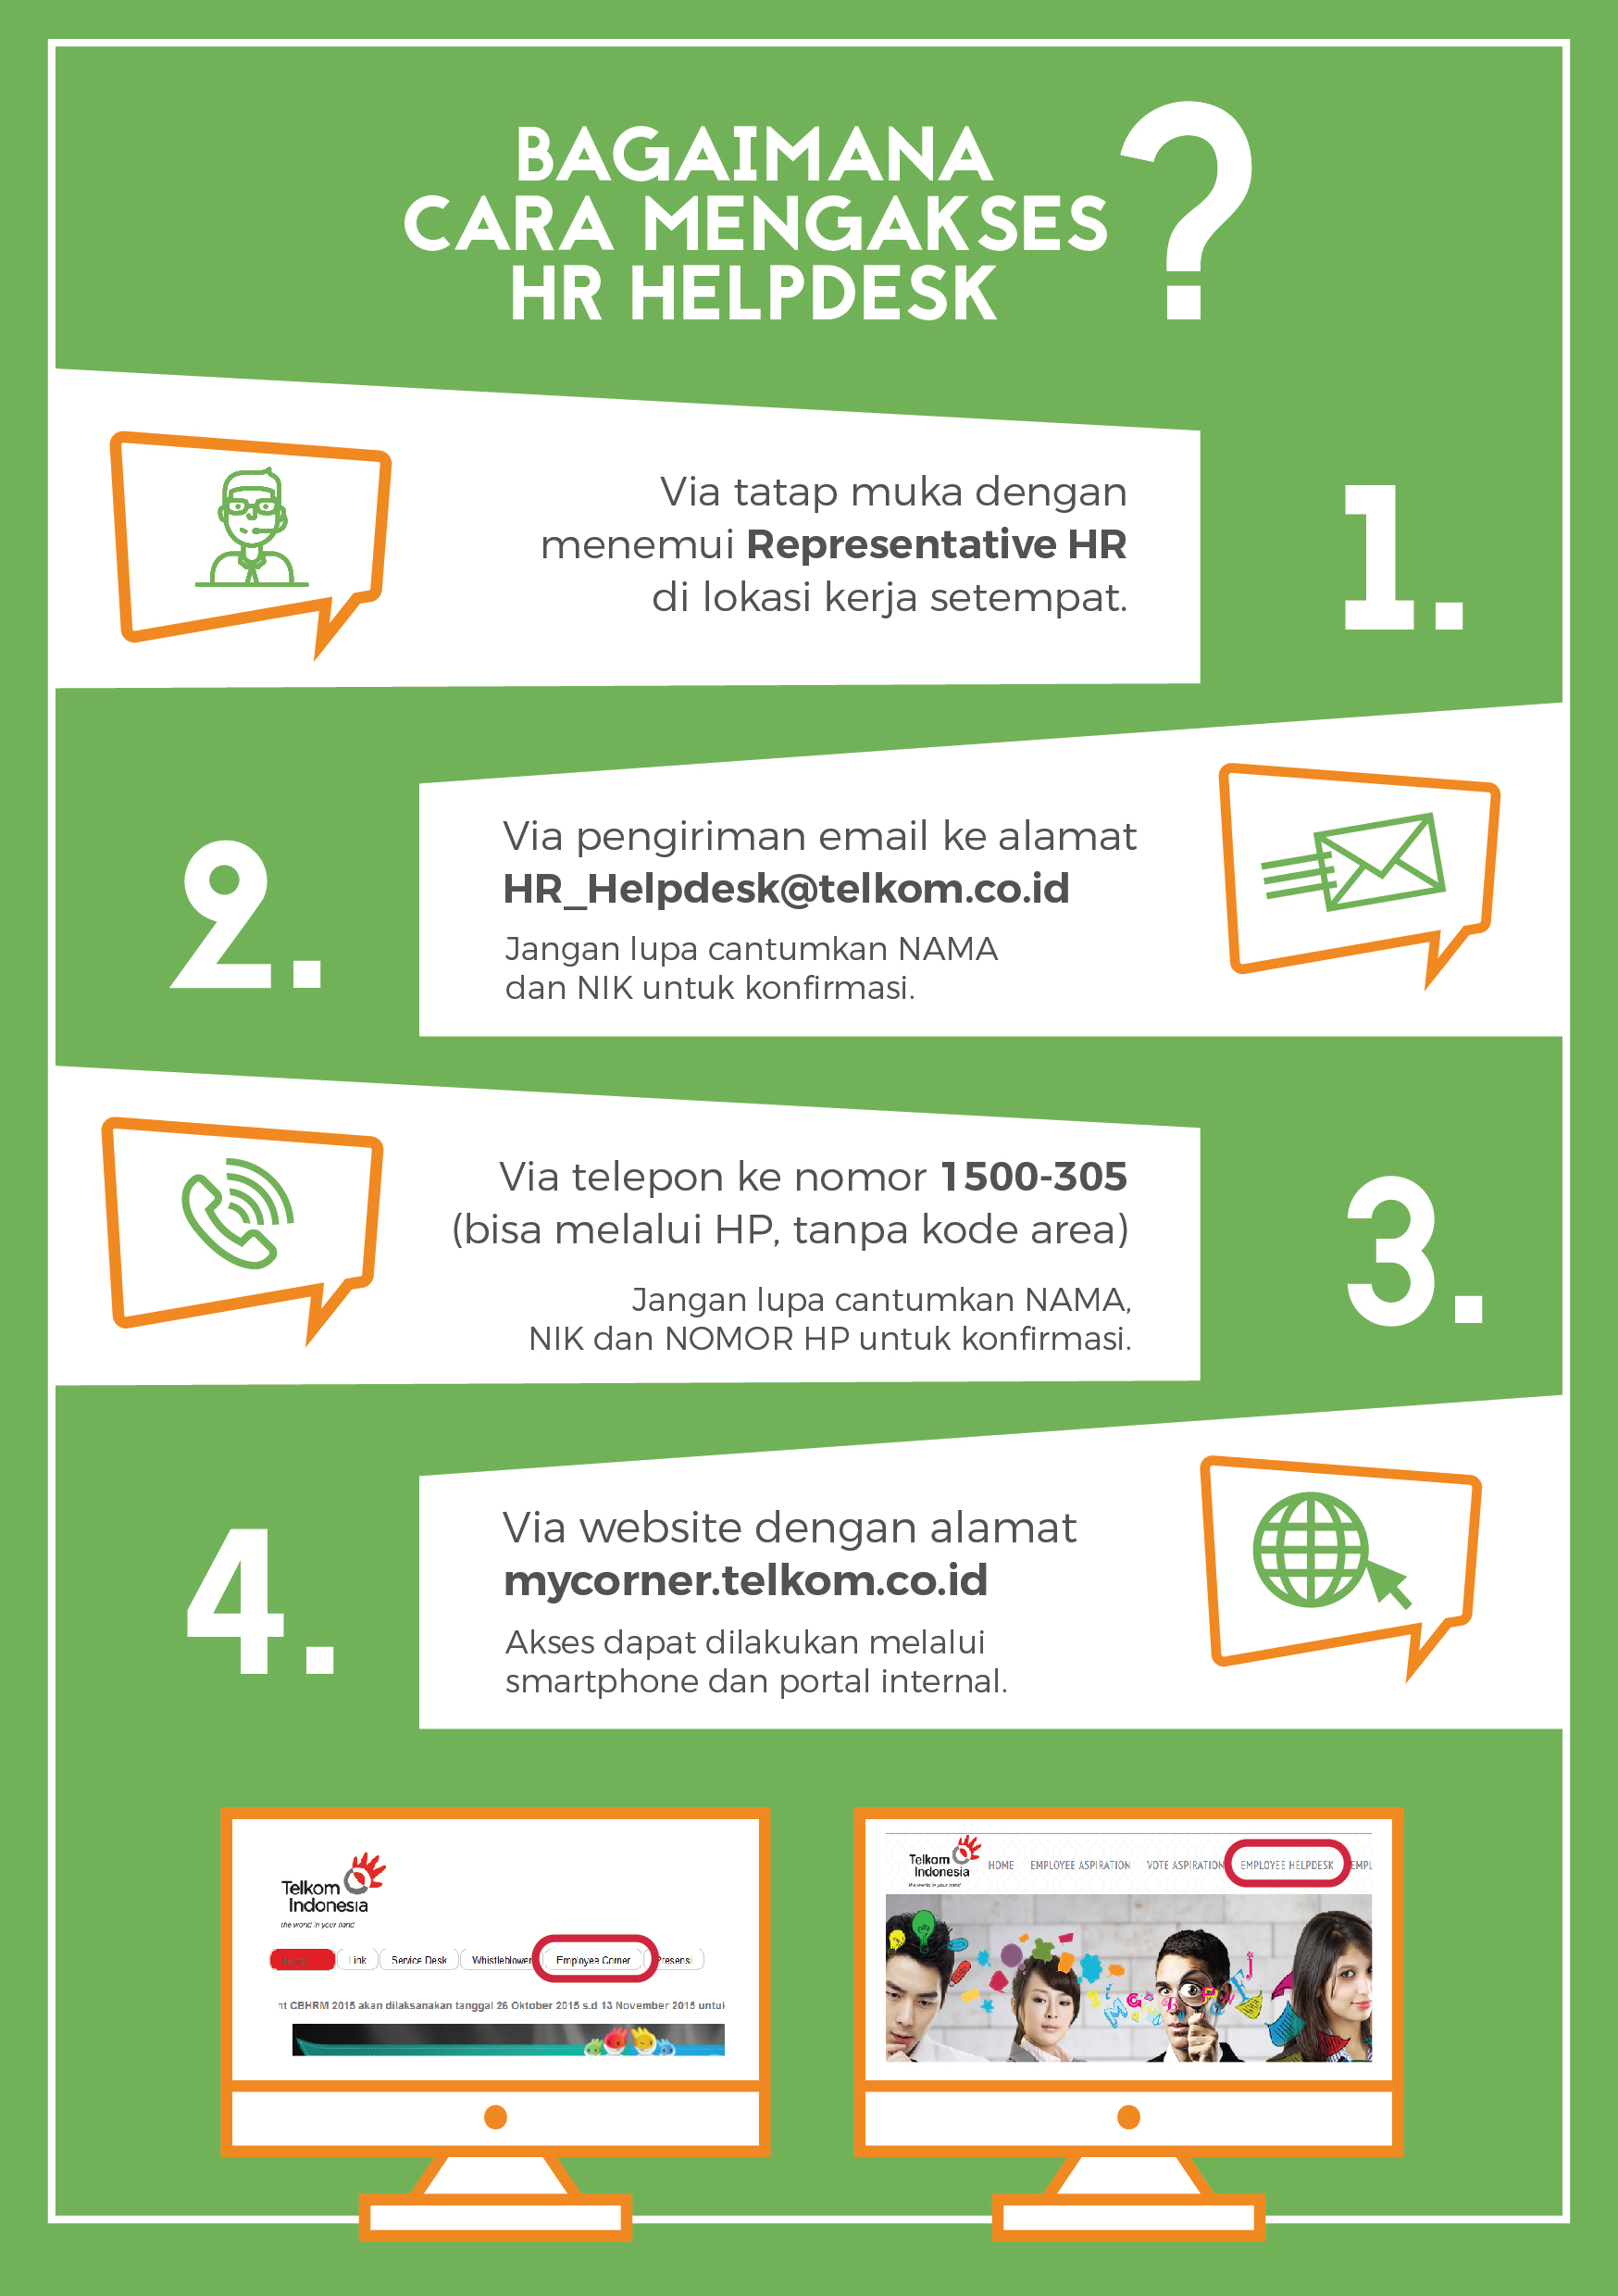 BAGAIMANA
CARA MENGAKSES
HR HELPDESK ?
Via tatap muka dengan
menemui Representative HR
di lokasi kerja setempat.
1.
2.
Via pengiriman email ke alamat
HR_Helpdesk@telkom.co.id
Jangan lupa cantumkan NAMA
dan NIK untuk konfirmasi.
Via telepon ke nomor 1500-305
(bisa melalui HP, tanpa kode area)
Jangan lupa cantumkan NAMA,
NIK dan NOMOR HP untuk konfirmasi.
3.
4.
Via website dengan alamat
mycorner.telkom.co.id
Akses dapat dilakukan melalui
smartphone dan portal internal.
Telkom
Indonesia
the world in your hand
Home Link Service Desk Whistleblower Employee Corner Presensi
nt CBHRM 2015 akan dilaksanakan tanggal 26 Oktober 2015 s.d 13 November 2015 untuk
Telkom
Indonesia
the world in your hand
HOME EMPLOYEE ASPIRATION VOTE ASPIRATION EMPLOYEE HELPDESK EMPL